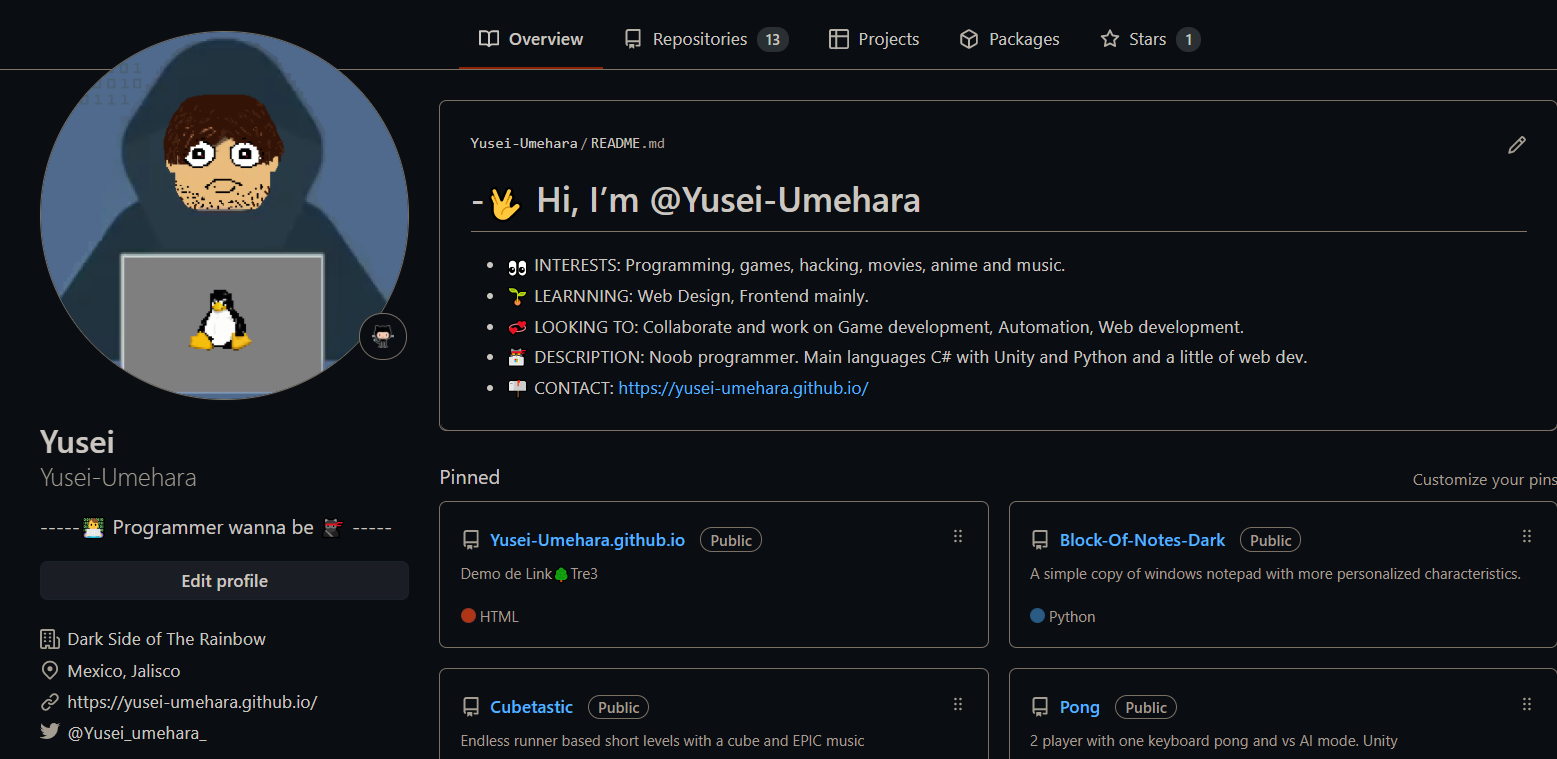 Overview Repositories 13 Projects Packages Stars 1
Yusei-Umehara/README.md
-🖖 Hi, I’m @Yusei-Umehara
👀 INTERESTS: Programming, games, hacking, movies, anime and music.
🌱 LEARNNING: Web Design, Frontend mainly.
💞 LOOKING TO: Collaborate and work on Game development, Automation, Web development.
DESCRIPTION: Noob programmer. Main languages C# with Unity and Python and a little of web dev.
📫 CONTACT: https://yusei-umehara.github.io/
Yusei
Yusei-Umehara
----- Programmer wanna be -----
Edit profile
Dark Side of The Rainbow
Mexico, Jalisco
https://yusei-umehara.github.io/
@Yusei_umehara_
Pinned
Customize your pins
Yusei-Umehara.github.io Public
Demo de Link🌳Tre3
HTML
Block-Of-Notes-Dark Public
A simple copy of windows notepad with more personalized characteristics.
Python
Cubetastic Public
Endless runner based short levels with a cube and EPIC music
Pong Public
2 player with one keyboard pong and vs AI mode. Unity